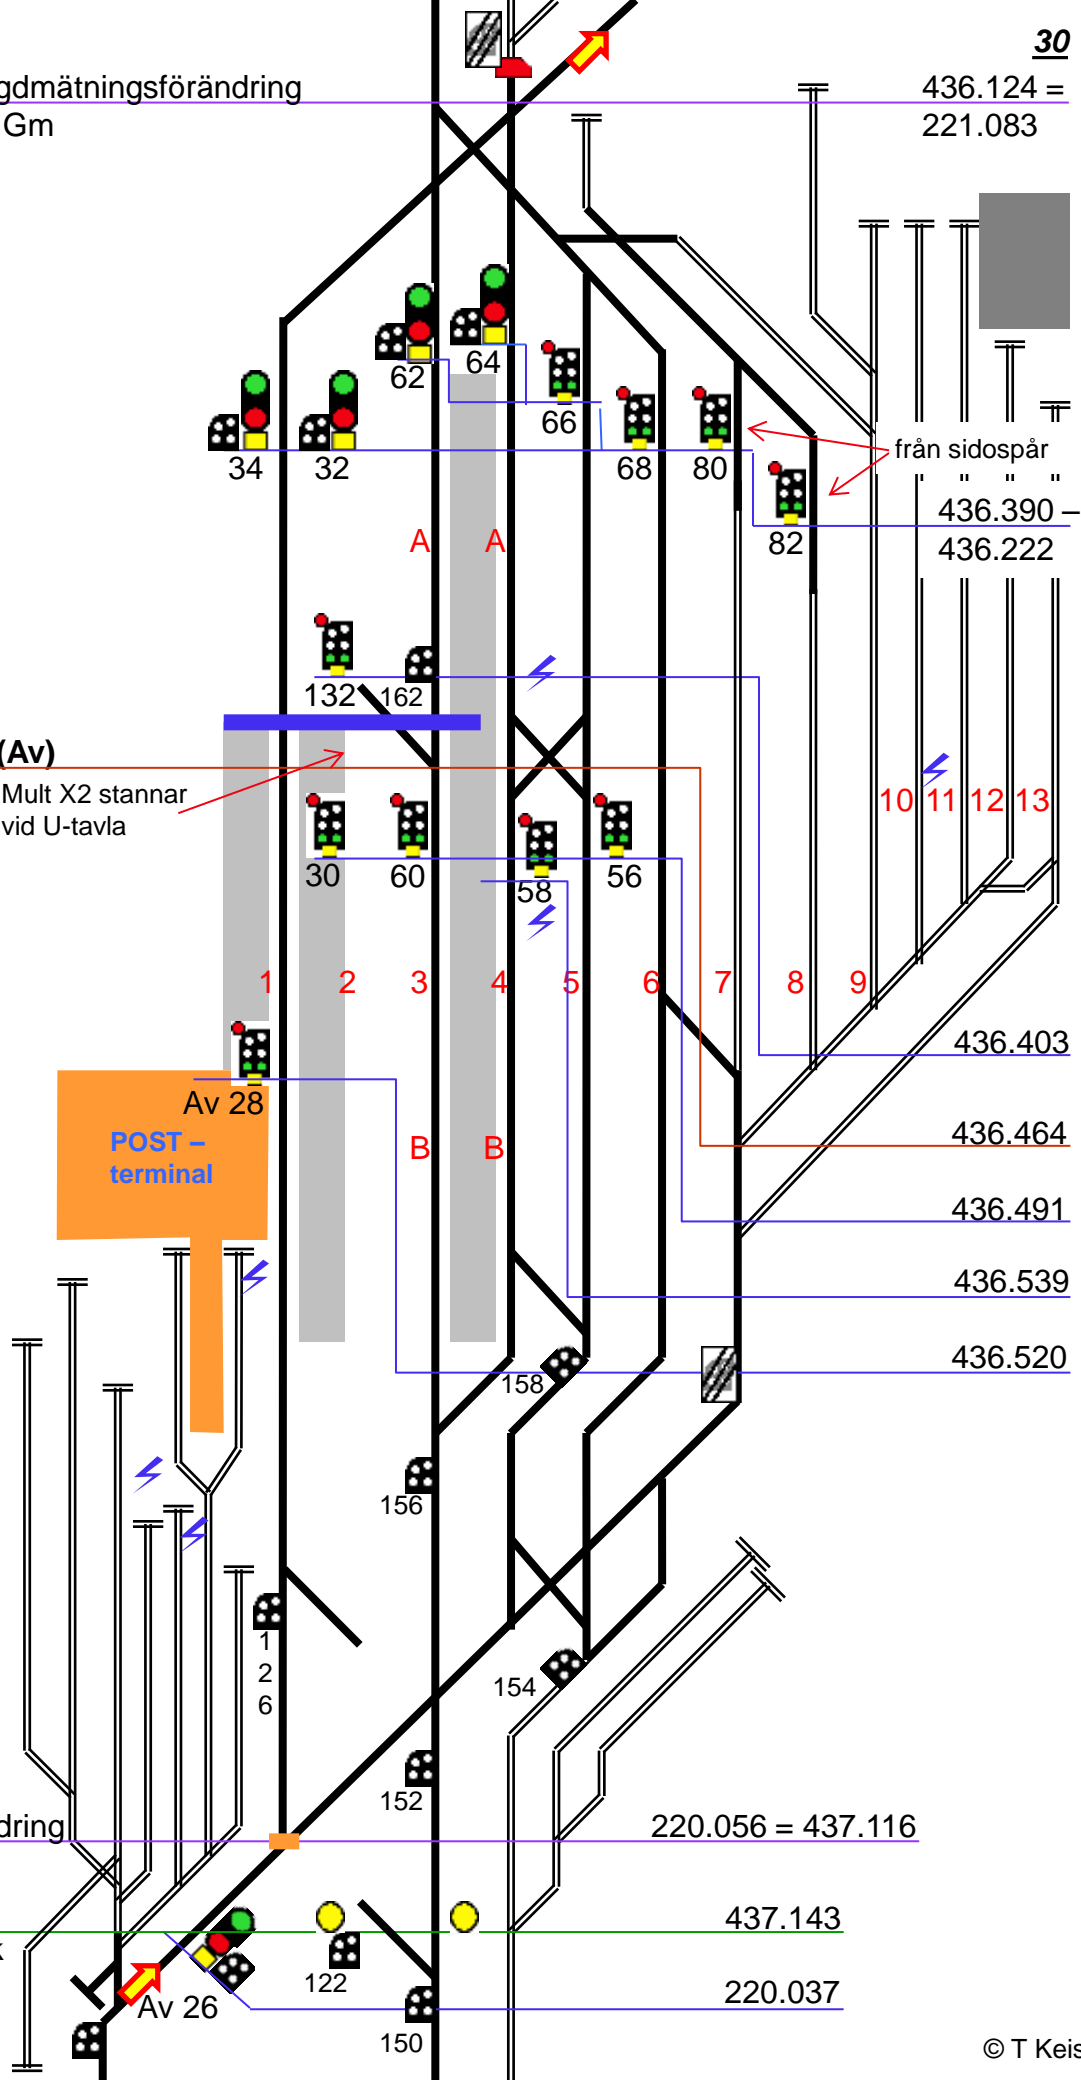 30
gdmätningsförändring
436.124 =
Gm
221.083
62
64
66
34
32
68
80
från sidospår
436.390 –
82
436.222
A
A
132
162
(Av)
Mult X2 stannar
vid U-tavla
10
11
12
13
30
60
58
56
1
2
3
4
5
6
7
8
9
436.403
Av 28
POST –
terminal
B
B
436.464
436.491
436.539
436.520
158
156
1
2
6
154
152
dring
220.056 = 437.116
437.143
k
122
220.037
Av 26
150
© T Keis